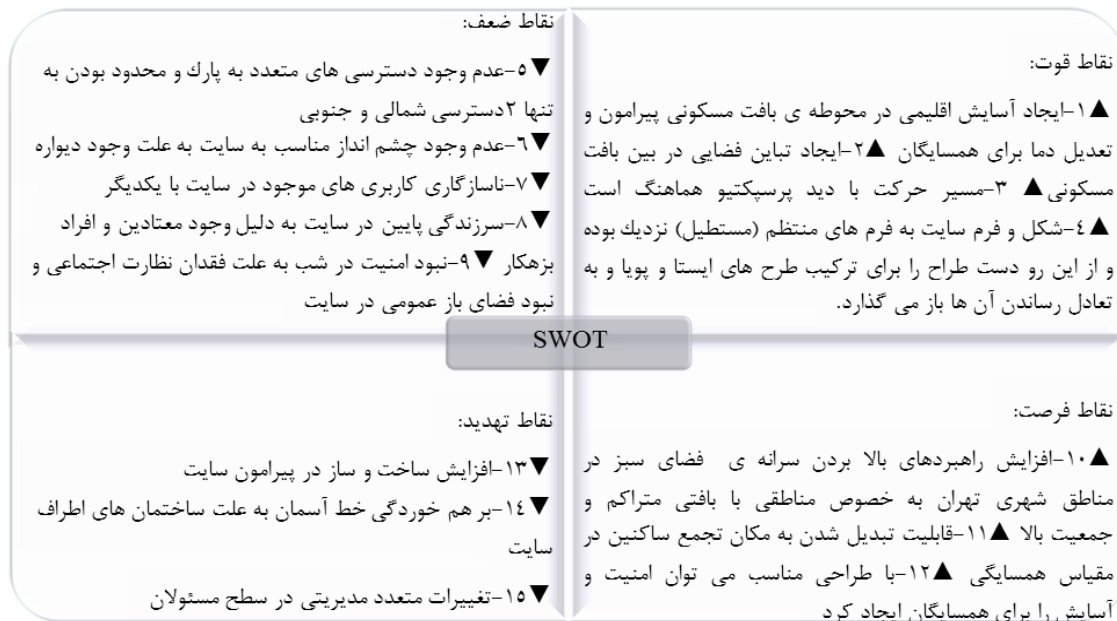 نقاط قوت:
▲۱-ایجاد آسایش اقلیمی در محوطه ی بافت مسکونی پیرامون و
تعدیل دما برای همسایگان ▲۲-ایجاد تباین فضایی در بین بافت
مسکونی▲ ۳-مسیر حرکت با دید پرسپکتیو هماهنگ است
▲٤-شکل و فرم سایت به فرم های منتظم (مستطیل) نزدیك بوده
و از این رو دست طراح را برای ترکیب طرح های ایستا و پویا و به
تعادل رساندن آن ها باز می گذارد.
نقاط ضعف:
▼٥-عدم وجود دسترسی های متعدد به پارك و محدود بودن به
تنها ۲دسترسی شمالی و جنوبی
▼٦-عدم وجود چشم انداز مناسب به سایت به علت وجود دیواره
▼۷-ناسازگاری کاربری های موجود در سایت با یکدیگر
▼۸-سرزندگی پایین در سایت به دلیل وجود معتادین و افراد
بزهکار ▼۹-نبود امنیت در شب به علت فقدان نظارت اجتماعی و
نبود فضای باز عمومی در سایت
SWOT
نقاط فرصت:
▲۱۰-افزایش راهبردهای بالا بردن سرانه ی فضای سبز در
مناطق شهری تهران به خصوص مناطقی با بافتی متراکم و
جمعیت بالا ▲۱۱-قابلیت تبدیل شدن به مکان تجمع ساکنین در
مقیاس همسایگی ▲۱۲-با طراحی مناسب می توان امنیت و
آسایش را برای همسایگان ایجاد کرد
نقاط تهدید:
▼۱۳-افزایش ساخت و ساز در پیرامون سایت
▼۱٤-بر هم خوردگی خط آسمان به علت ساختمان های اطراف
سایت
▼۱٥-تغییرات متعدد مدیریتی در سطح مسئولان